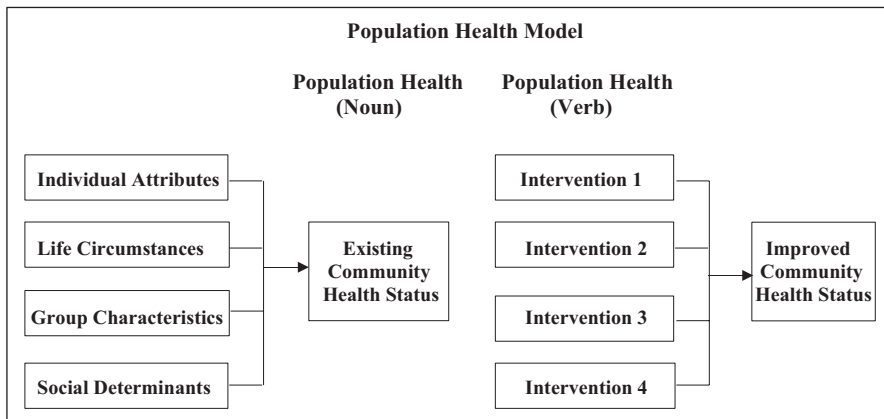 Population Health Model
Population Health
(Noun)
Population Health
(Verb)
Individual Attributes
Life Circumstances
Group Characteristics
Social Determinants
Existing
Community
Health Status
Intervention 1
Intervention 2
Intervention 3
Intervention 4
Improved
Community
Health Status